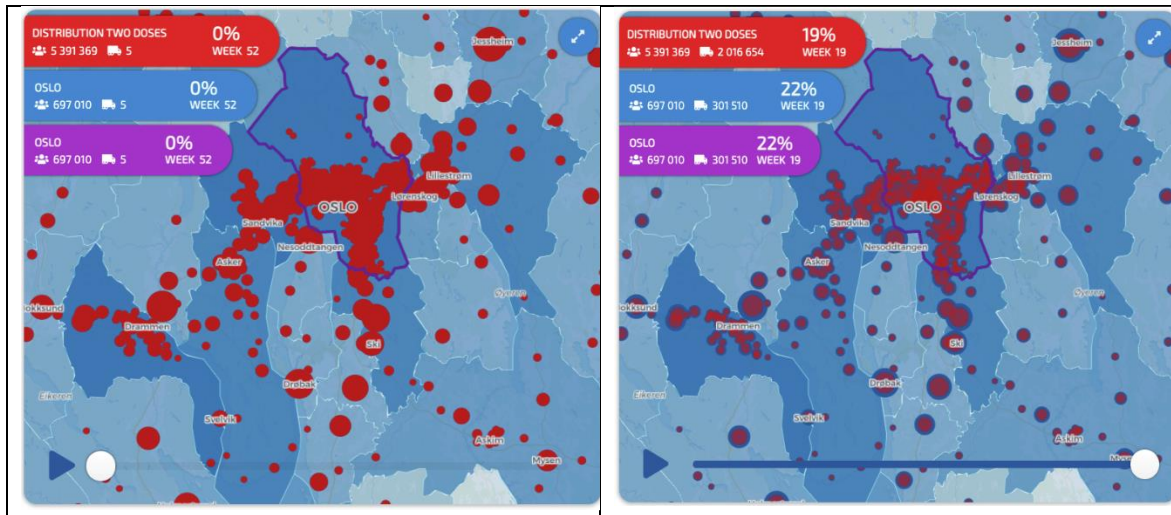 DISTRIBUTION TWO DOSES 0%
5 391 369 5 WEEK 52
OSLO 0%
697 010 5 WEEK 52
OSLO 0%
697 010 5 WEEK 52
Jessheim
Lillestrøm
Lørenskog
OSLO
Sandvika
Nesoddtangen
Asker
Øyeren
okksund
Drammen
Ski
Drøbak
Eikeren
Svelvik
Askim
Mysen
DISTRIBUTION TWO DOSES 19%
5 391 369 2 016 654 WEEK 19
OSLO 22%
697 010 301 510 WEEK 19
OSLO 22%
697 010 301 510 WEEK 19
Jessheim
Lillestrøm
Lørenskog
OSLO
Sandvika
Nesoddtangen
Asker
Øyeren
okksund
Drammen
Ski
Drøbak
Eikeren
Svelvik
Askim